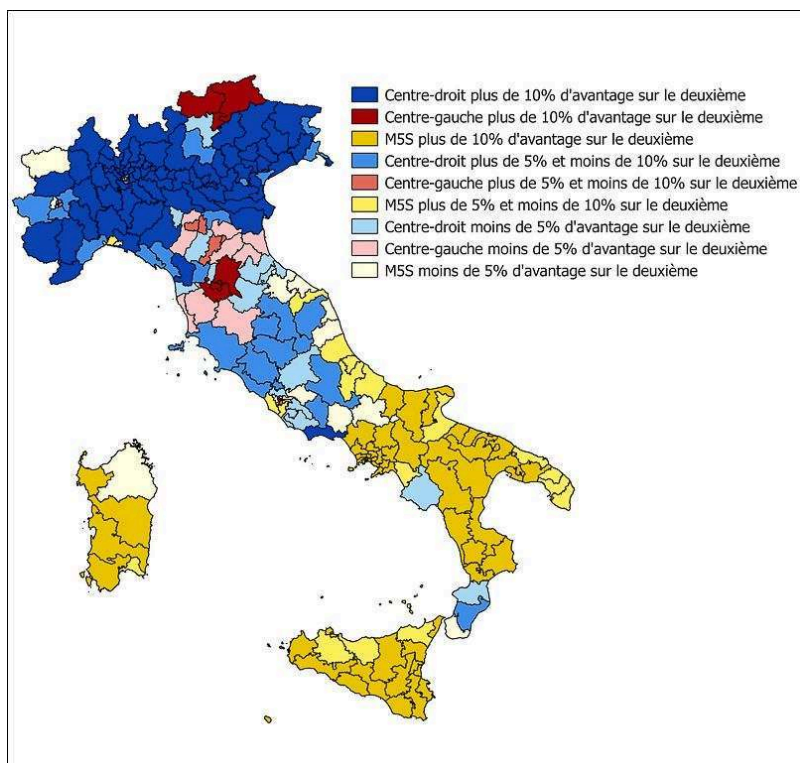 Centre-droit plus de 10% d'avantage sur le deuxième
Centre-gauche plus de 10% d'avantage sur le deuxième
M5S plus de 10% d'avantage sur le deuxième
Centre-droit plus de 5% et moins de 10% sur le deuxième
Centre-gauche plus de 5% et moins de 10% sur le deuxième
M5S plus de 5% et moins de 10% sur le deuxième
Centre-droit moins de 5% d'avantage sur le deuxième
Centre-gauche moins de 5% d'avantage sur le deuxième
M5S moins de 5% d'avantage sur le deuxième